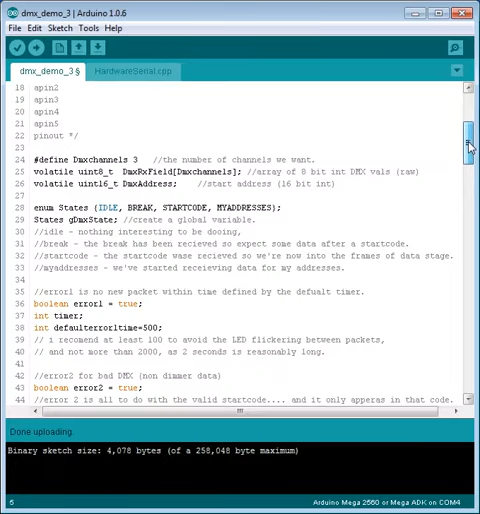 dmx_demo_3 | Arduino 1.0.6
File Edit Sketch Tools Help
dmx_demo_3 § HardwareSerial.cpp
18 apin2
19 apin3
20 apin4
21 apin5
22 pinout */
23
24 #define Dmxchannels 3 //the number of channels we want.
25 volatile uint8_t DmxRxField[Dmxchannels]; //array of 8 bit int DMX vals (raw)
26 volatile uint16_t DmxAddress; //start address (16 bit int)
27
28 enum States {IDLE, BREAK, STARTCODE, MYADDRESSES};
29 States gDmxState; //create a global variable.
30 //idle - nothing interesting to be dooing,
31 //break - the break has been recieved so expect some data after a startcode.
32 //startcode - the startcode wase recieved so we're now into the frames of data stage.
33 //myaddresses - we've started receieving data for my addresses.
34
35 //error1 is no new packet within time defined by the defualt timer.
36 boolean error1 = true;
37 int timer;
38 int defaulterror1time=500;
39 // i recomend at least 100 to avoid the LED flickering between packets,
40 // and not more than 2000, as 2 seconds is reasonably long.
41
42 //error2 for bad DMX (non dimmer data)
43 boolean error2 = true;
44 //error 2 is all to do with the valid startcode.... and it only apperas in that code.
Done uploading.
Binary sketch size: 4,078 bytes (of a 258,048 byte maximum)
5 Arduino Mega 2560 or Mega ADK on COM4